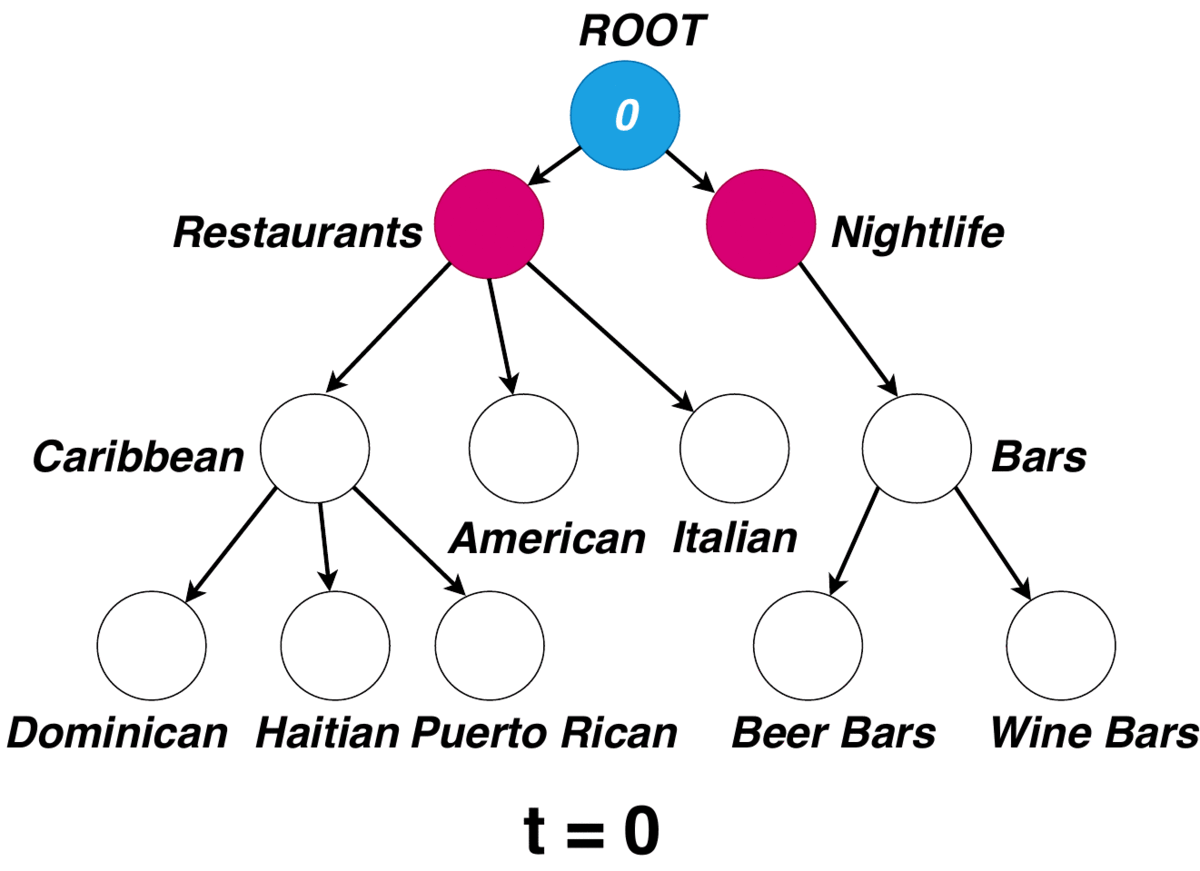 ROOT
0
Restaurants
Nightlife
Caribbean
Bars
American
Italian
Dominican
Haitian
Puerto Rican
Beer Bars
Wine Bars
t = 0